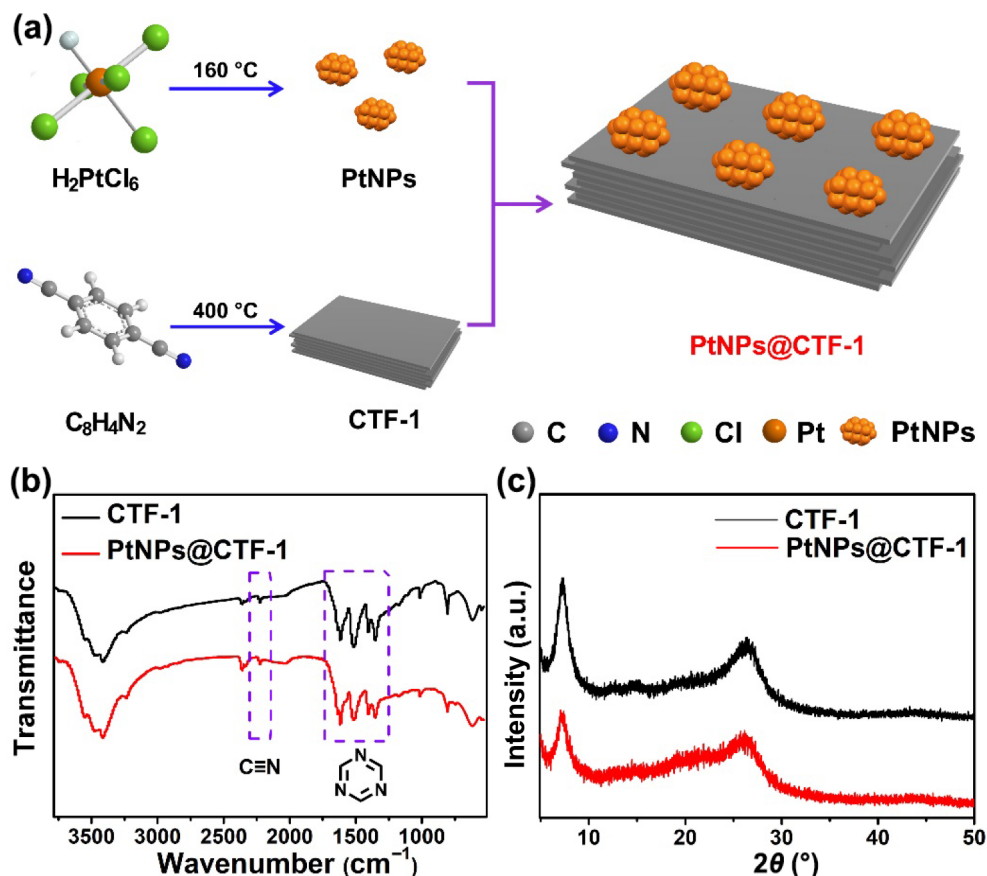 (a)
160 °C
H₂PtCl₆
PtNPs
400 °C
C₈H₄N₂
CTF-1
PtNPs@CTF-1
C N Cl Pt PtNPs
(b)
CTF-1
PtNPs@CTF-1
Transmittance
C≡N
N
N N
3500 3000 2500 2000 1500 1000
Wavenumber (cm⁻¹)
(c)
CTF-1
PtNPs@CTF-1
Intensity (a.u.)
10 20 30 40 50
2θ (°)